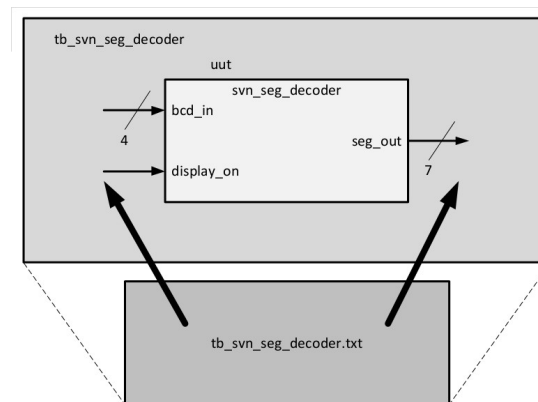 tb_svn_seg_decoder
uut
svn_seg_decoder
bcd_in
4
seg_out
7
display_on
tb_svn_seg_decoder.txt